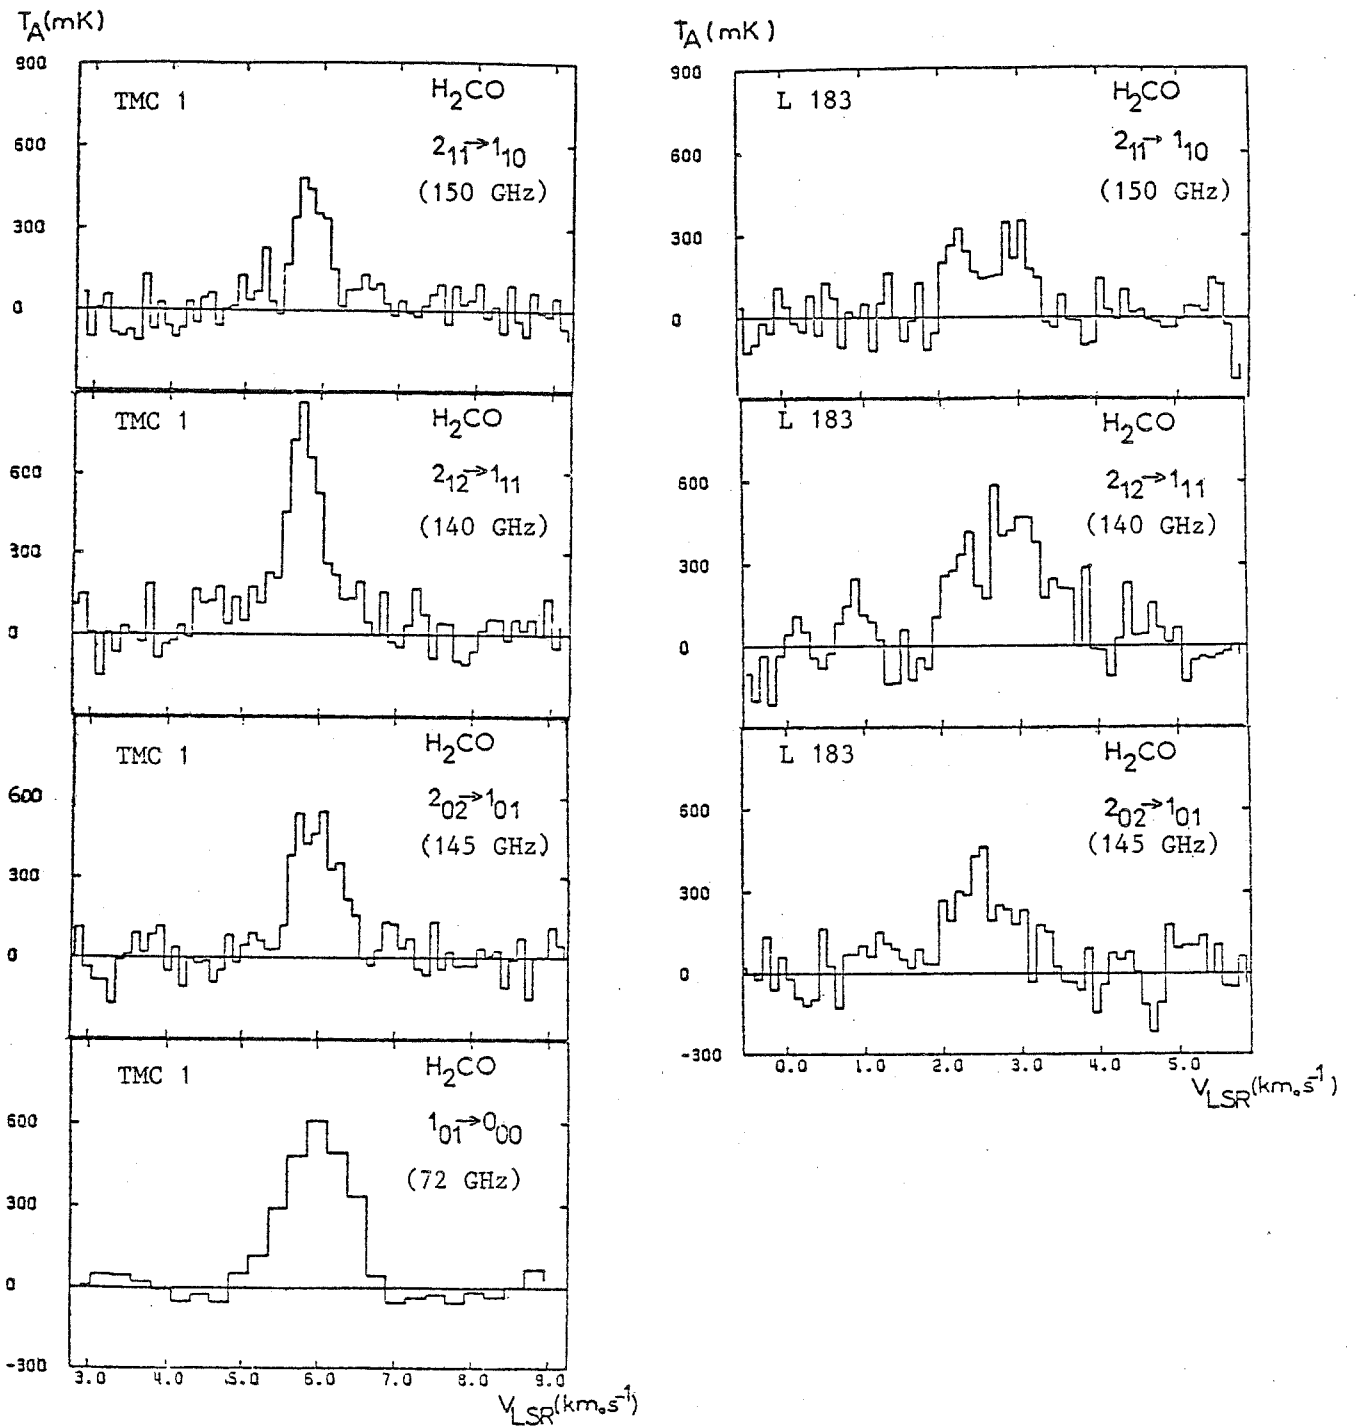 T_A(mK)
900
TMC 1
H₂CO
600
2₁₁→1₁₀
(150 GHz)
300
0
TMC 1
H₂CO
600
2₁₂→1₁₁
(140 GHz)
300
0
TMC 1
H₂CO
600
2₀₂→1₀₁
(145 GHz)
300
0
TMC 1
H₂CO
600
1₀₁→0₀₀
(72 GHz)
300
0
-300
3.0 4.0 5.0 6.0 7.0 8.0 9.0
V_LSR(km.s⁻¹)
T_A(mK)
900
L 183
H₂CO
600
2₁₁→1₁₀
(150 GHz)
300
0
L 183
H₂CO
600
2₁₂→1₁₁
(140 GHz)
300
0
L 183
H₂CO
600
2₀₂→1₀₁
(145 GHz)
300
0
-300
0.0 1.0 2.0 3.0 4.0 5.0
V_LSR(km.s⁻¹)